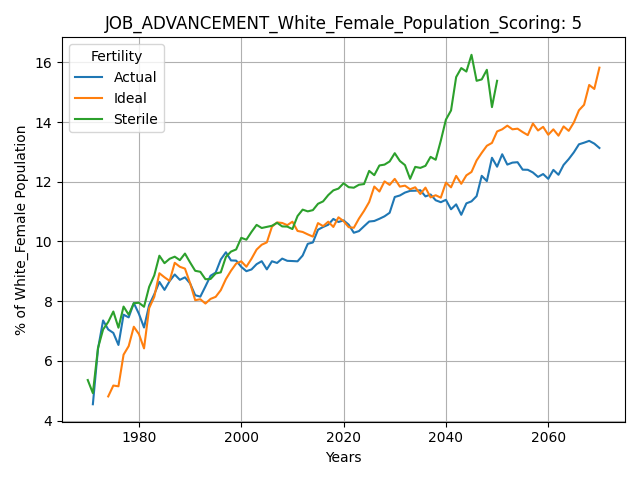 JOB_ADVANCEMENT_White_Female_Population_Scoring: 5
Fertility
Actual
Ideal
Sterile
% of White_Female Population
16
14
12
10
8
6
4
1980 2000 2020 2040 2060
Years